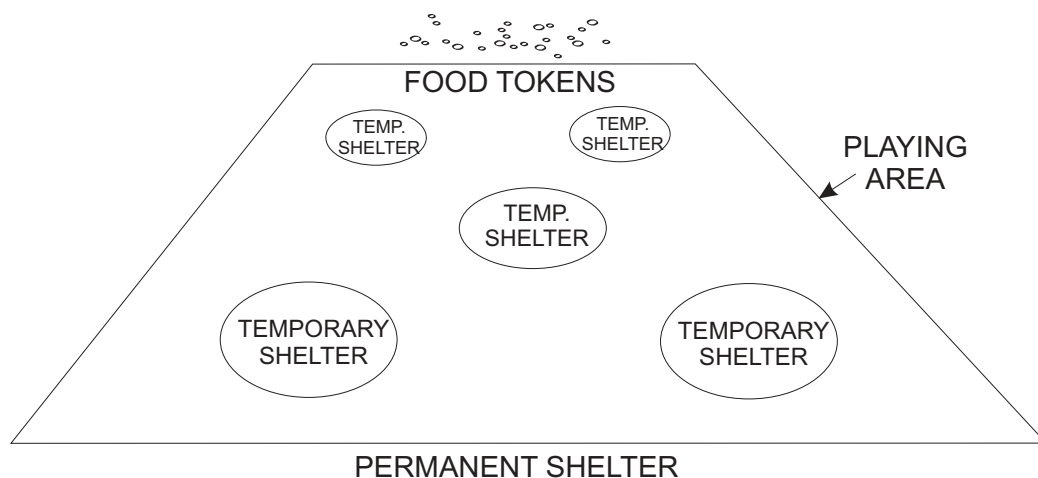 FOOD TOKENS
TEMP.
SHELTER
TEMP.
SHELTER
PLAYING
AREA
TEMP.
SHELTER
TEMPORARY
SHELTER
TEMPORARY
SHELTER
PERMANENT SHELTER